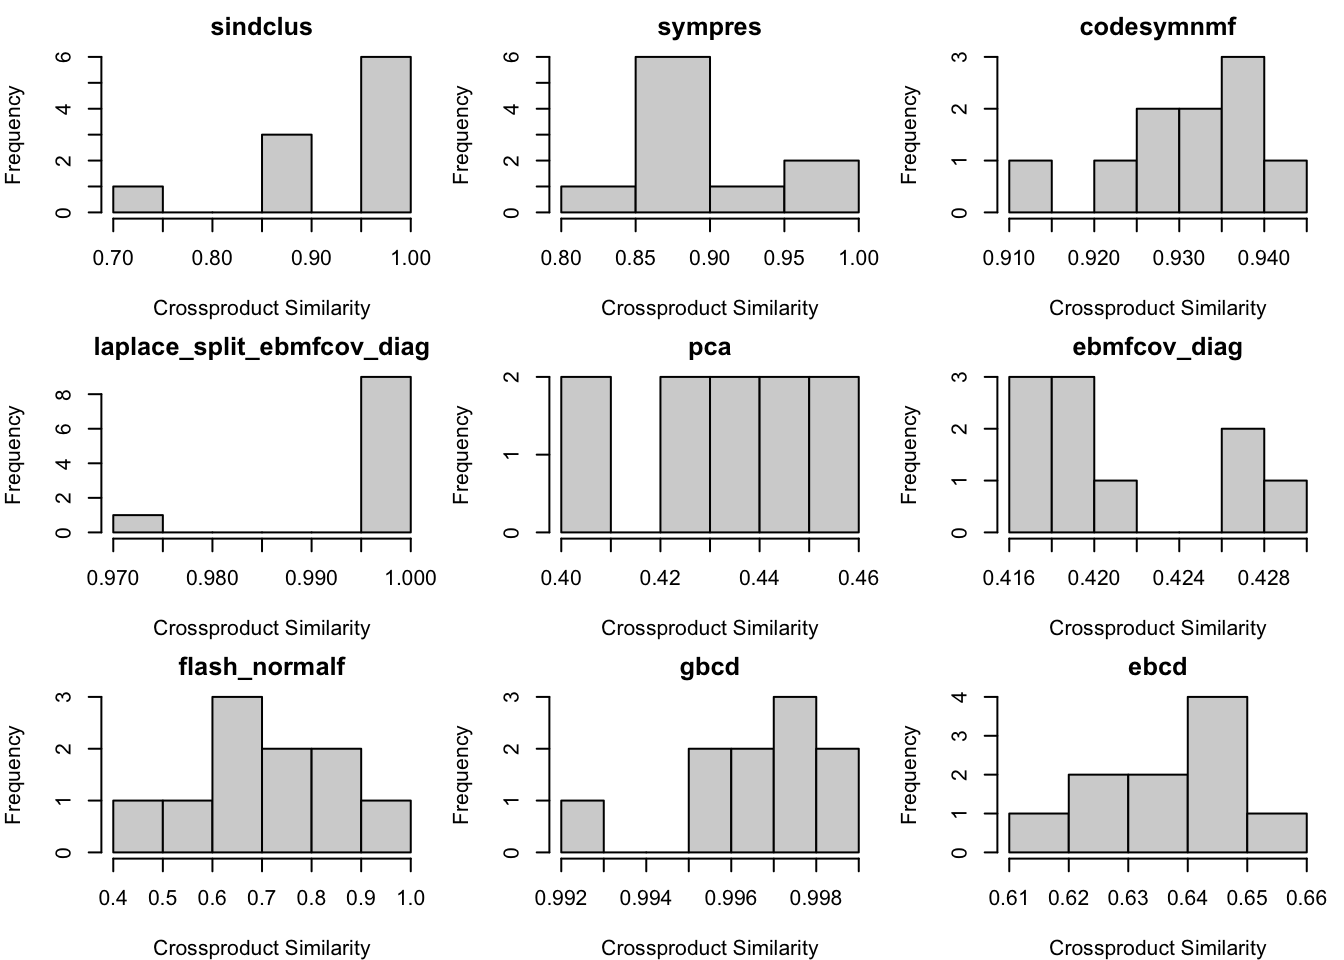 sindclus
Frequency
0 2 4 6
0.70 0.80 0.90 1.00
Crossproduct Similarity
sympres
Frequency
0 2 4 6
0.80 0.85 0.90 0.95 1.00
Crossproduct Similarity
codesymnmf
Frequency
0 1 2 3
0.910 0.920 0.930 0.940
Crossproduct Similarity
laplace_split_ebmfcov_diag
Frequency
0 2 4 6 8
0.970 0.980 0.990 1.000
Crossproduct Similarity
pca
Frequency
0 1 2
0.40 0.42 0.44 0.46
Crossproduct Similarity
ebmfcov_diag
Frequency
0 1 2 3
0.416 0.420 0.424 0.428
Crossproduct Similarity
flash_normalf
Frequency
0 1 2 3
0.4 0.5 0.6 0.7 0.8 0.9 1.0
Crossproduct Similarity
gbcd
Frequency
0 1 2 3
0.992 0.994 0.996 0.998
Crossproduct Similarity
ebcd
Frequency
0 1 2 3 4
0.61 0.62 0.63 0.64 0.65 0.66
Crossproduct Similarity